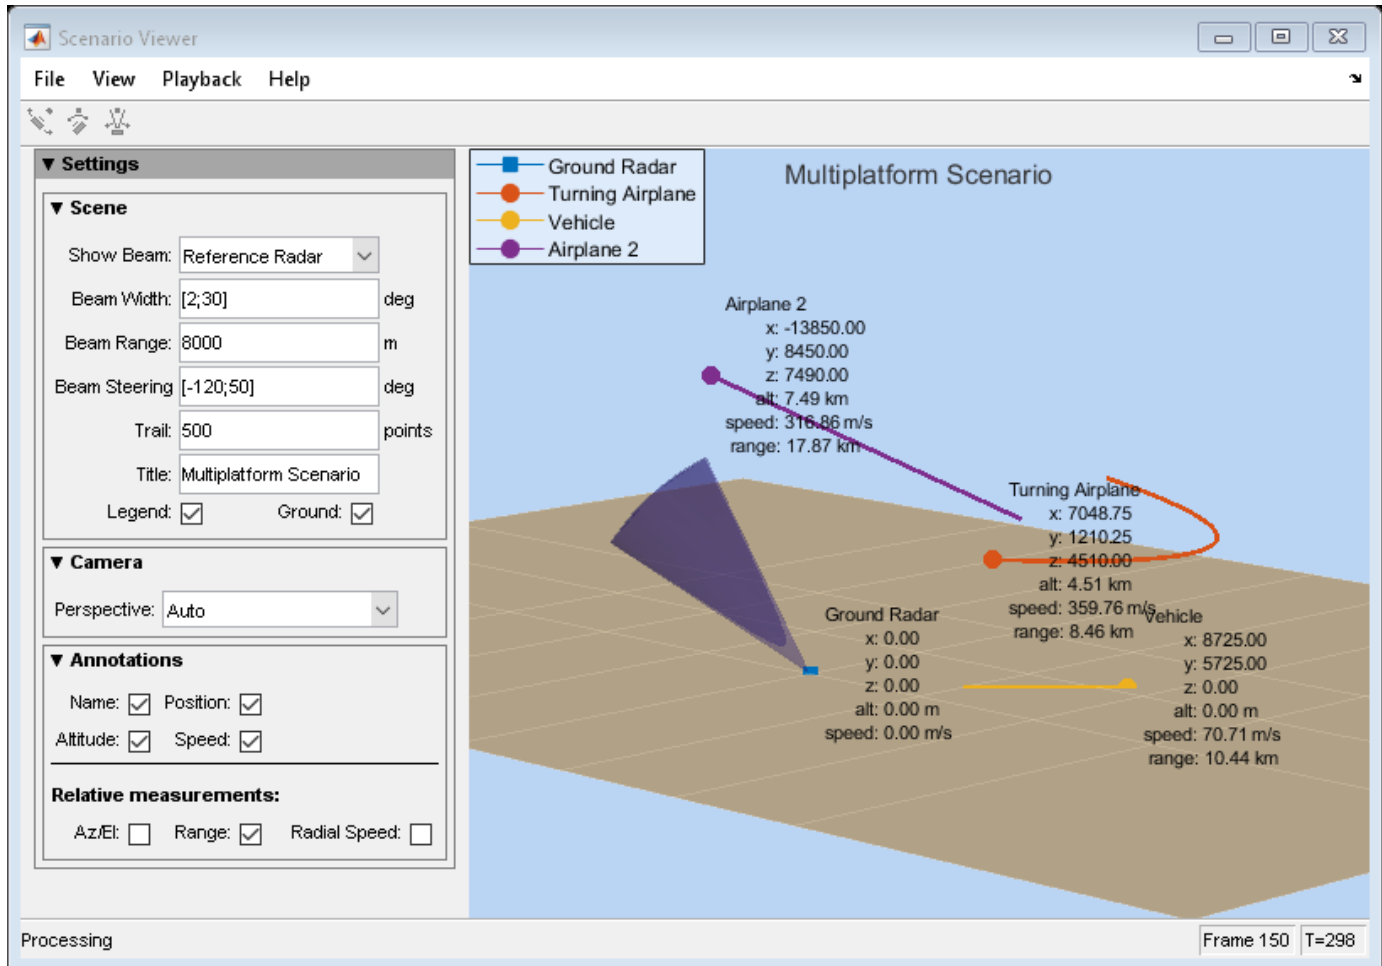 Scenario Viewer
File View Playback Help
▼ Settings
▼ Scene
Show Beam: Reference Radar
Beam Width: [2;30] deg
Beam Range: 8000 m
Beam Steering [-120;50] deg
Trail: 500 points
Title: Multiplatform Scenario
Legend: Ground:
▼ Camera
Perspective: Auto
▼ Annotations
Name: Position:
Altitude: Speed:
Relative measurements:
Az/El: Range: Radial Speed:
Ground Radar
Turning Airplane
Vehicle
Airplane 2
Multiplatform Scenario
Airplane 2
x: -13850.00
y: 8450.00
z: 7490.00
alt: 7.49 km
speed: 316.86 m/s
range: 17.87 km
Turning Airplane
x: 7048.75
y: 1210.25
z: 4510.00
alt: 4.51 km
speed: 359.76 m/s
range: 8.46 km
Ground Radar
x: 0.00
y: 0.00
z: 0.00
alt: 0.00 m
speed: 0.00 m/s
Vehicle
x: 8725.00
y: 5725.00
z: 0.00
alt: 0.00 m
speed: 70.71 m/s
range: 10.44 km
Processing
Frame 150 T=298